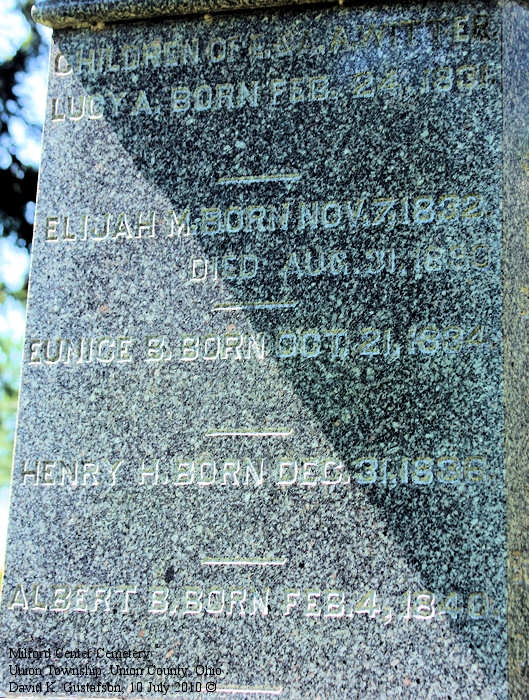 CHILDREN OF WITTER
LUCY A. BORN FEB. 24,
ELIJAH M. BORN NOV. 7, 1832.
DIED AUG. 31,
EUNICE S. BORN OCT. 21, 1834.
HENRY H. BORN DEC. 31, 1836.
ALBERT S. BORN FEB. 4, 1840.
Milford Center Cemetery
Union Township, Union County, Ohio
David K. Gustafson, 10 July 2010 ©